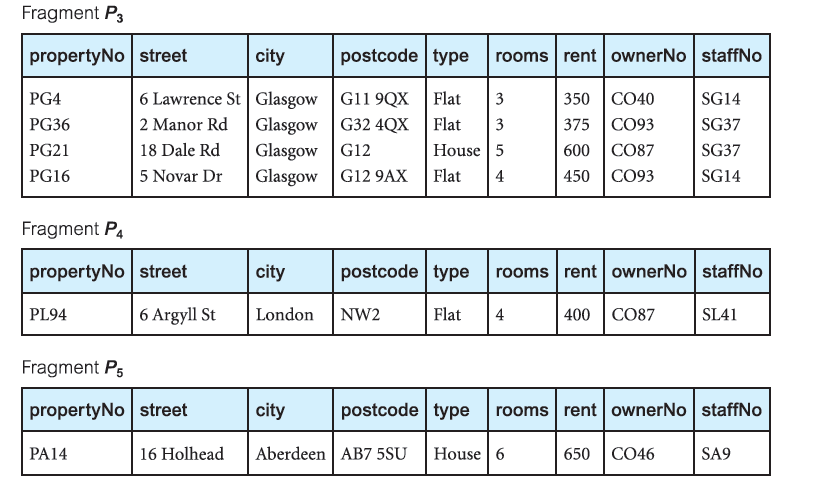 Fragment P3
propertyNo street city postcode type rooms rent ownerNo staffNo
PG4 6 Lawrence St Glasgow G11 9QX Flat 3 350 CO40 SG14
PG36 2 Manor Rd Glasgow G32 4QX Flat 3 375 CO93 SG37
PG21 18 Dale Rd Glasgow G12 House 5 600 CO87 SG37
PG16 5 Novar Dr Glasgow G12 9AX Flat 4 450 CO93 SG14
Fragment P4
propertyNo street city postcode type rooms rent ownerNo staffNo
PL94 6 Argyll St London NW2 Flat 4 400 CO87 SL41
Fragment P5
propertyNo street city postcode type rooms rent ownerNo staffNo
PA14 16 Holhead Aberdeen AB7 5SU House 6 650 CO46 SA9